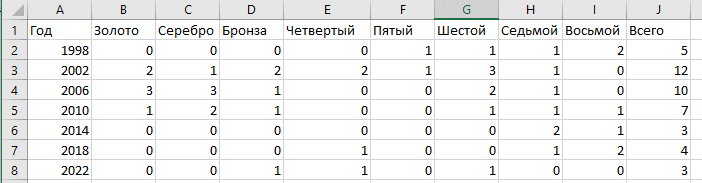 A B C D E F G H I J
1 Год Золото Серебро Бронза Четвертый Пятый Шестой Седьмой Восьмой Всего
2 1998 0 0 0 0 1 1 1 2 5
3 2002 2 1 2 2 1 3 1 0 12
4 2006 3 3 1 0 0 2 1 0 10
5 2010 1 2 1 0 0 1 1 1 7
6 2014 0 0 0 0 0 0 2 1 3
7 2018 0 0 0 1 0 0 1 2 4
8 2022 0 0 1 1 0 1 0 0 3